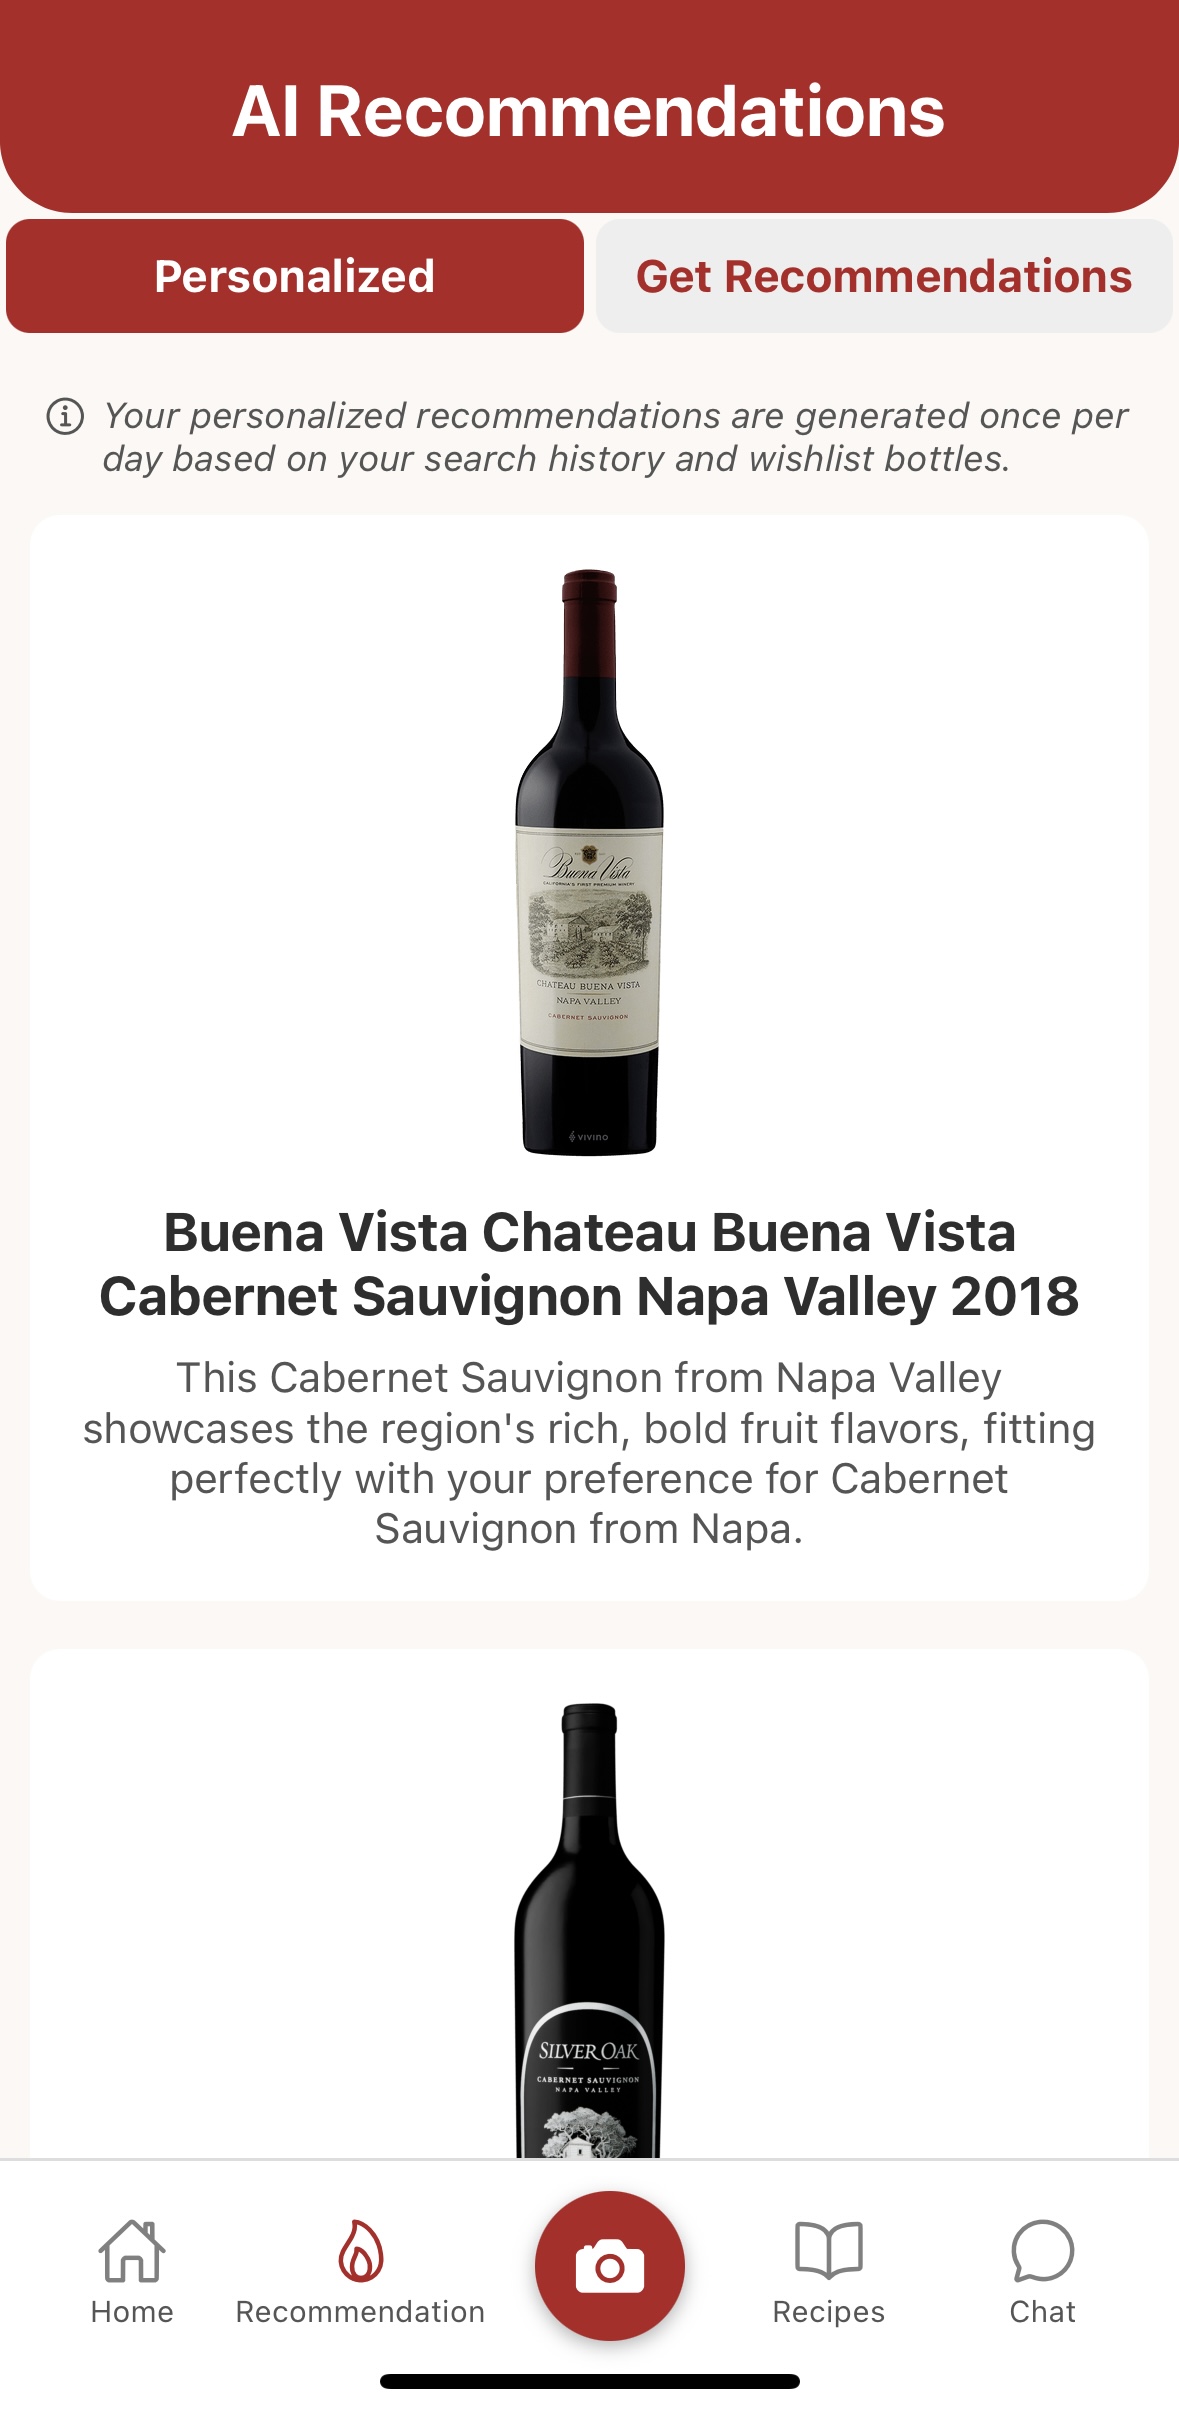 AI Recommendations
Personalized
Get Recommendations
Your personalized recommendations are generated once per
day based on your search history and wishlist bottles.
Buena Vista
CALIFORNIA'S FIRST PREMIUM WINERY
CHATEAU BUENA VISTA
NAPA VALLEY
CABERNET SAUVIGNON
VIVINO
Buena Vista Chateau Buena Vista
Cabernet Sauvignon Napa Valley 2018
This Cabernet Sauvignon from Napa Valley
showcases the region's rich, bold fruit flavors, fitting
perfectly with your preference for Cabernet
Sauvignon from Napa.
SILVER OAK
CABERNET SAUVIGNON
NAPA VALLEY
Home
Recommendation
Recipes
Chat